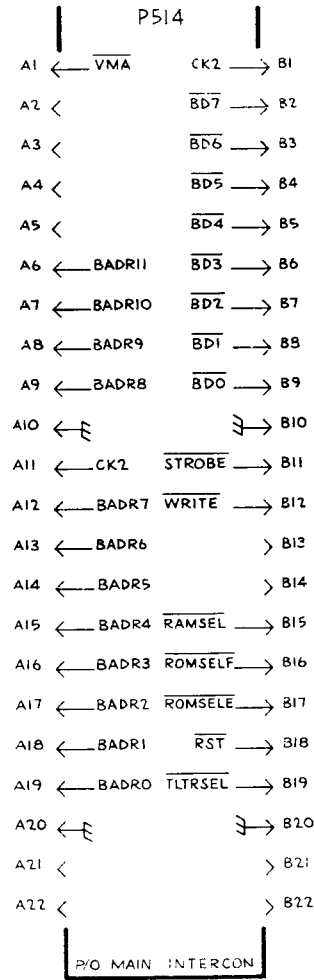 P514
A1 VMA CK2 B1
A2 BD7 B2
A3 BD6 B3
A4 BD5 B4
A5 BD4 B5
A6 BADR11 BD3 B6
A7 BADR10 BD2 B7
A8 BADR9 BD1 B8
A9 BADR8 BD0 B9
A10 B10
A11 CK2 STROBE B11
A12 BADR7 WRITE B12
A13 BADR6 B13
A14 BADR5 B14
A15 BADR4 RAMSEL B15
A16 BADR3 ROMSELF B16
A17 BADR2 ROMSELE B17
A18 BADR1 RST B18
A19 BADR0 TLTRSEL B19
A20 B20
A21 B21
A22 B22
P/O MAIN INTERCON